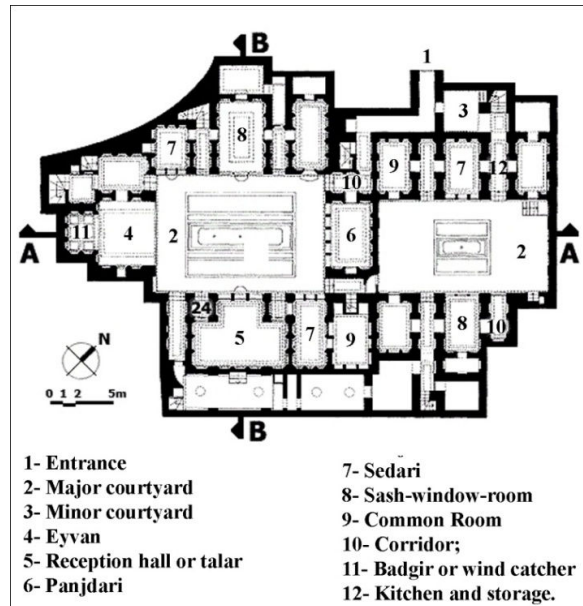 B
1
3
7
8
9
7
12
10
11
4
2
6
A
2
A
24
5
7
9
8
10
N
0 1 2 5m
B
1- Entrance
2- Major courtyard
3- Minor courtyard
4- Eyvan
5- Reception hall or talar
6- Panjdari
7- Sedari
8- Sash-window-room
9- Common Room
10- Corridor;
11- Badgir or wind catcher
12- Kitchen and storage.